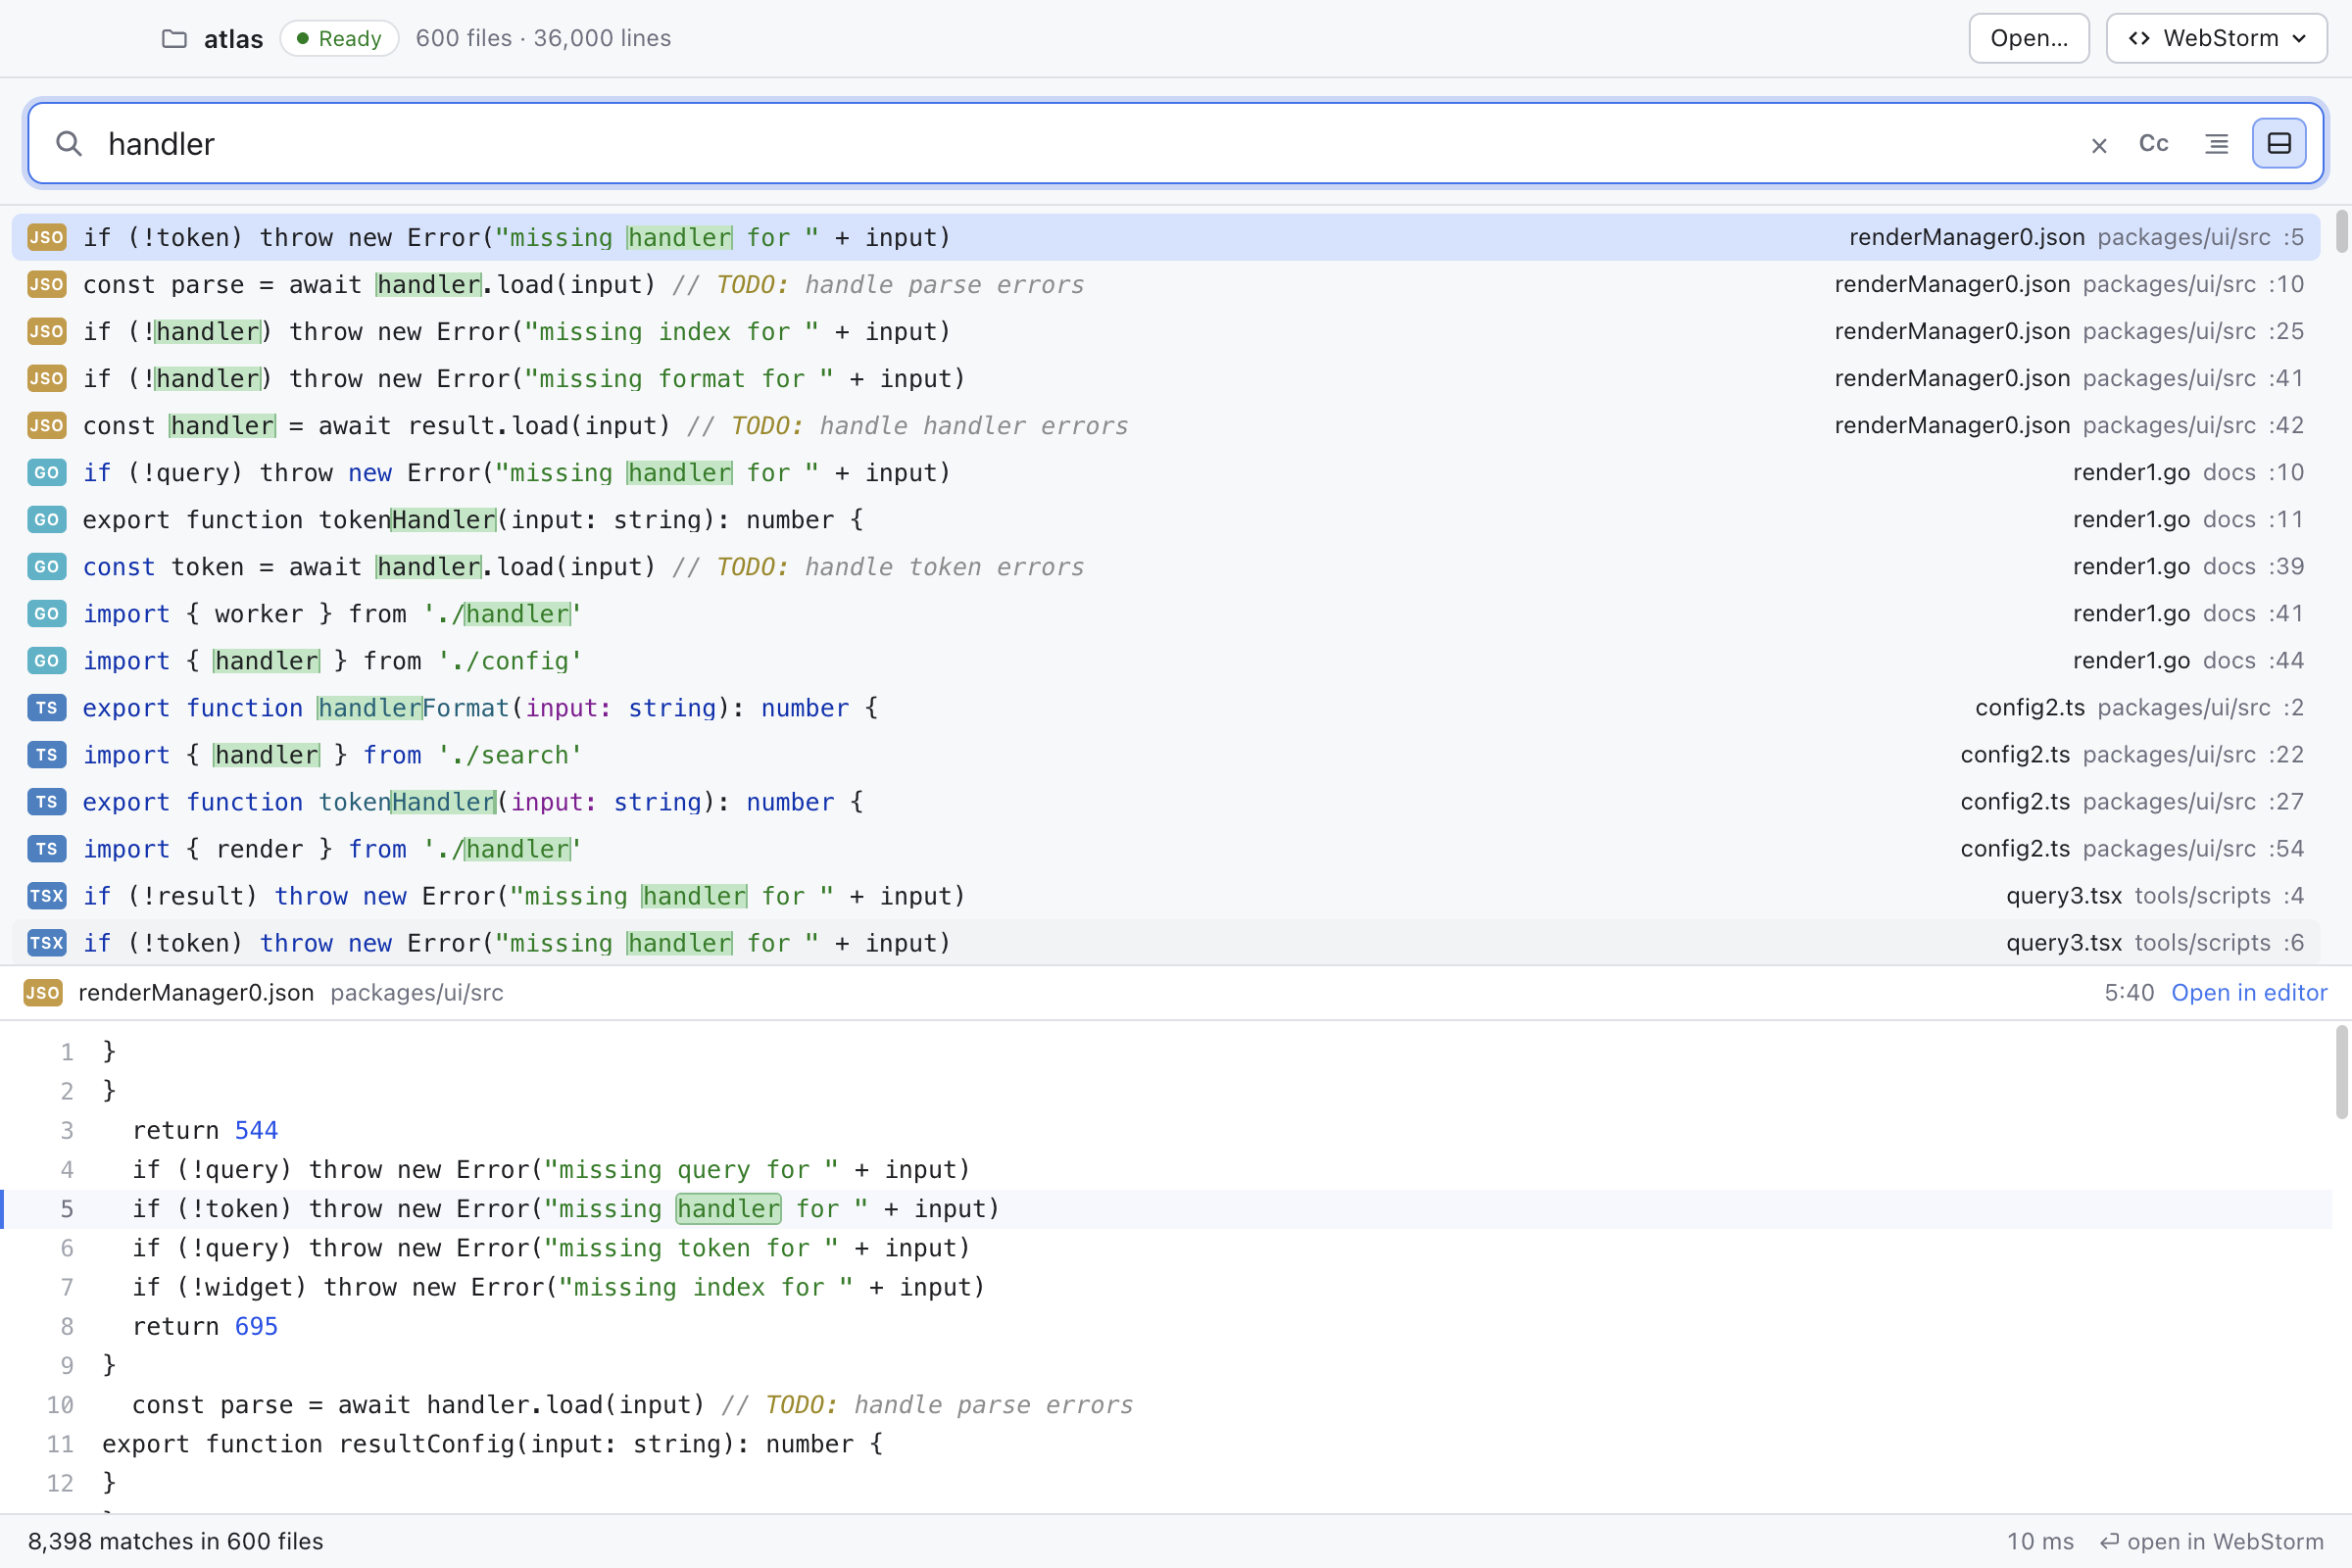 atlas Ready 600 files · 36,000 lines Open... WebStorm
handler Cc
JSO if (!token) throw new Error("missing handler for " + input) renderManager0.json packages/ui/src :5
JSO const parse = await handler.load(input) // TODO: handle parse errors renderManager0.json packages/ui/src :10
JSO if (!handler) throw new Error("missing index for " + input) renderManager0.json packages/ui/src :25
JSO if (!handler) throw new Error("missing format for " + input) renderManager0.json packages/ui/src :41
JSO const handler = await result.load(input) // TODO: handle handler errors renderManager0.json packages/ui/src :42
GO if (!query) throw new Error("missing handler for " + input) render1.go docs :10
GO export function tokenHandler(input: string): number { render1.go docs :11
GO const token = await handler.load(input) // TODO: handle token errors render1.go docs :39
GO import { worker } from './handler' render1.go docs :41
GO import { handler } from './config' render1.go docs :44
TS export function handlerFormat(input: string): number { config2.ts packages/ui/src :2
TS import { handler } from './search' config2.ts packages/ui/src :22
TS export function tokenHandler(input: string): number { config2.ts packages/ui/src :27
TS import { render } from './handler' config2.ts packages/ui/src :54
TSX if (!result) throw new Error("missing handler for " + input) query3.tsx tools/scripts :4
TSX if (!token) throw new Error("missing handler for " + input) query3.tsx tools/scripts :6
JSO renderManager0.json packages/ui/src 5:40 Open in editor
1 }
2 }
3 return 544
4 if (!query) throw new Error("missing query for " + input)
5 if (!token) throw new Error("missing handler for " + input)
6 if (!query) throw new Error("missing token for " + input)
7 if (!widget) throw new Error("missing index for " + input)
8 return 695
9 }
10 const parse = await handler.load(input) // TODO: handle parse errors
11 export function resultConfig(input: string): number {
12 }
8,398 matches in 600 files 10 ms open in WebStorm